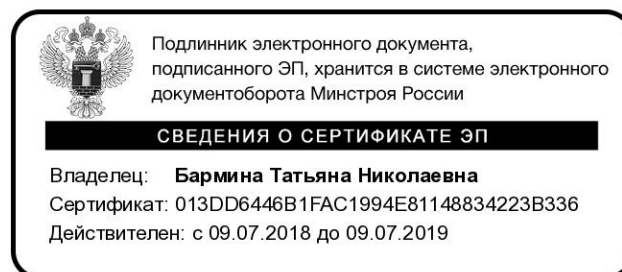 Подлинник электронного документа,
подписанного ЭП, хранится в системе электронного
документоборота Минстроя России
СВЕДЕНИЯ О СЕРТИФИКАТЕ ЭП
Владелец: Бармина Татьяна Николаевна
Сертификат: 013DD6446B1FAC1994E81148834223B336
Действителен: с 09.07.2018 до 09.07.2019